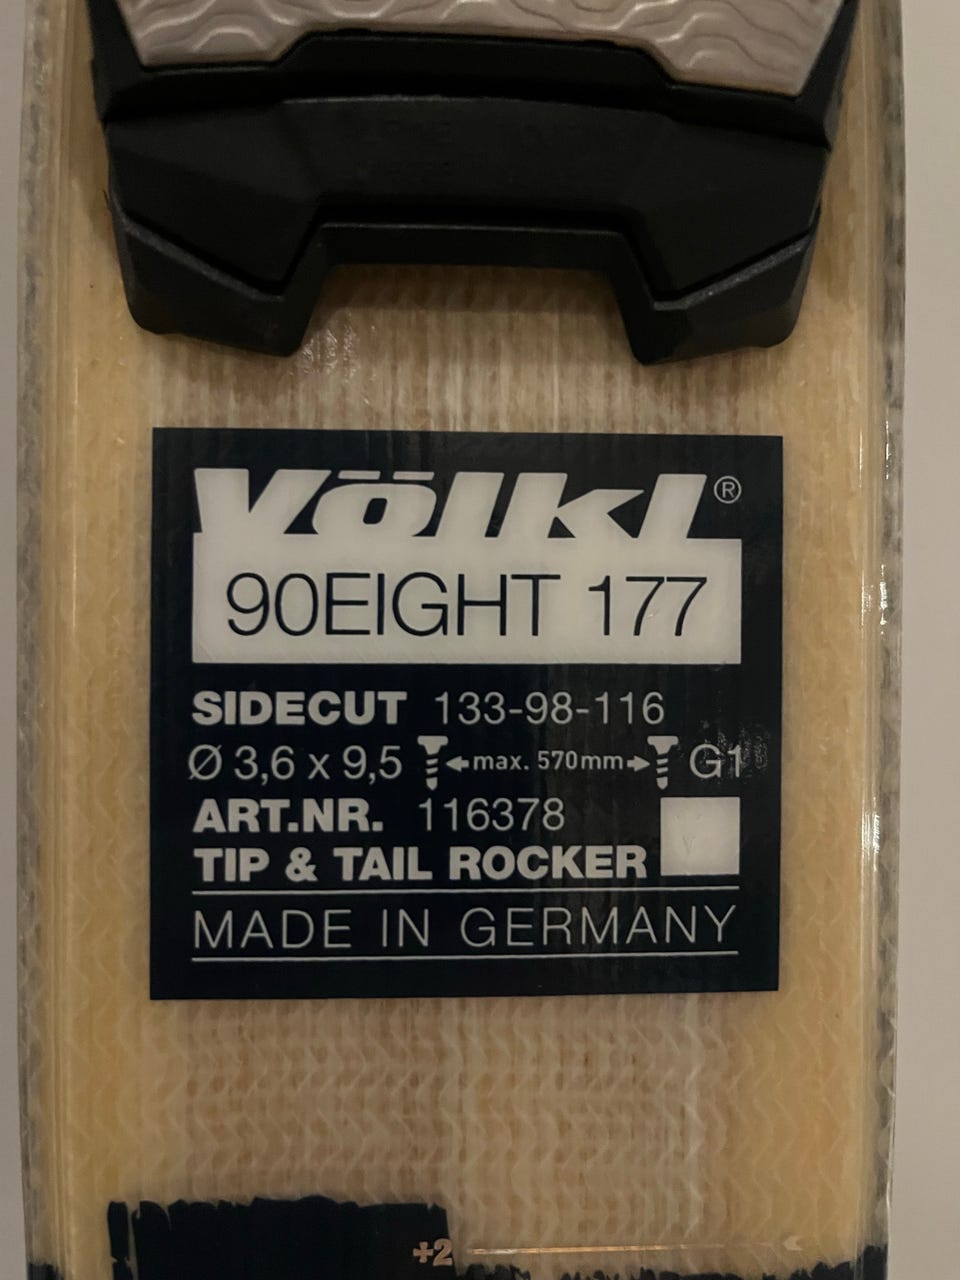 Völkl®
90EIGHT 177
SIDECUT 133-98-116
Ø 3,6 x 9,5 max. 570mm G1
ART.NR. 116378
TIP & TAIL ROCKER
MADE IN GERMANY
+2